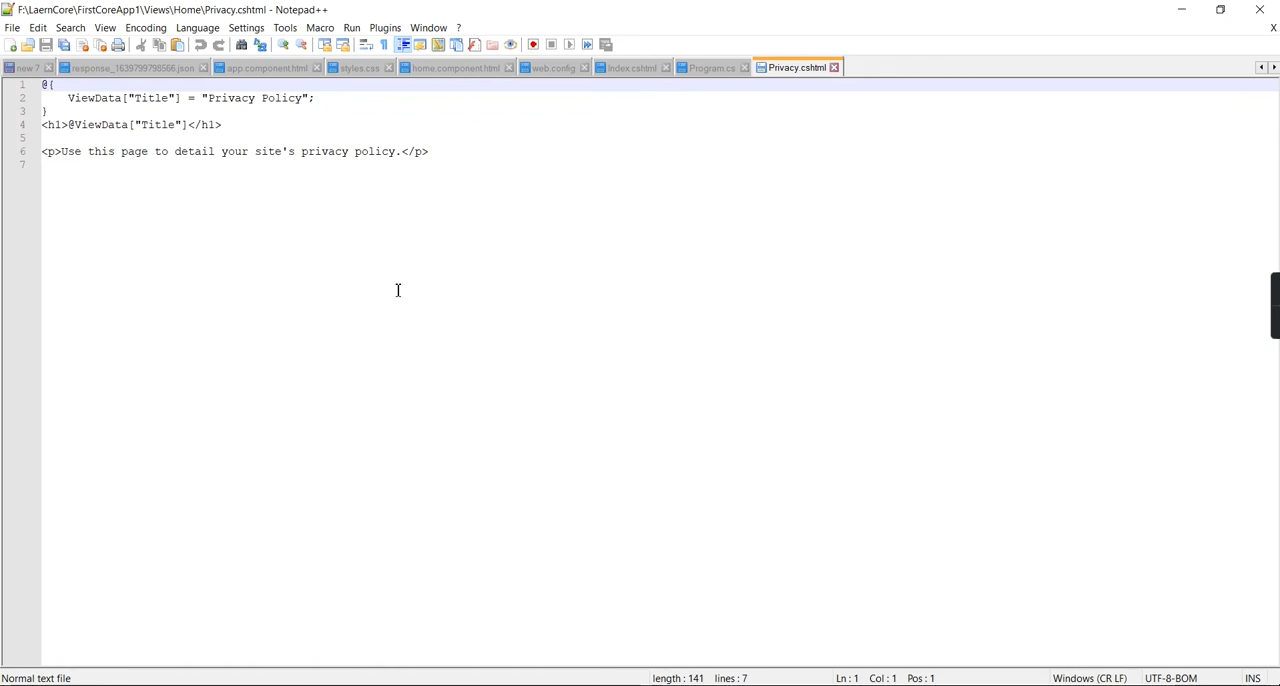 F:\LaernCore\FirstCoreApp1\Views\Home\Privacy.cshtml - Notepad++
File Edit Search View Encoding Language Settings Tools Macro Run Plugins Window ? X
new 7 response_1639799798566.json app.component.html styles.css home.component.html web.config Index.cshtml Program.cs Privacy.cshtml
1 @{
2 ViewData["Title"] = "Privacy Policy";
3 }
4 <h1>@ViewData["Title"]</h1>
5
6 <p>Use this page to detail your site's privacy policy.</p>
7
Normal text file length : 141 lines : 7 Ln : 1 Col : 1 Pos : 1 Windows (CR LF) UTF-8-BOM INS